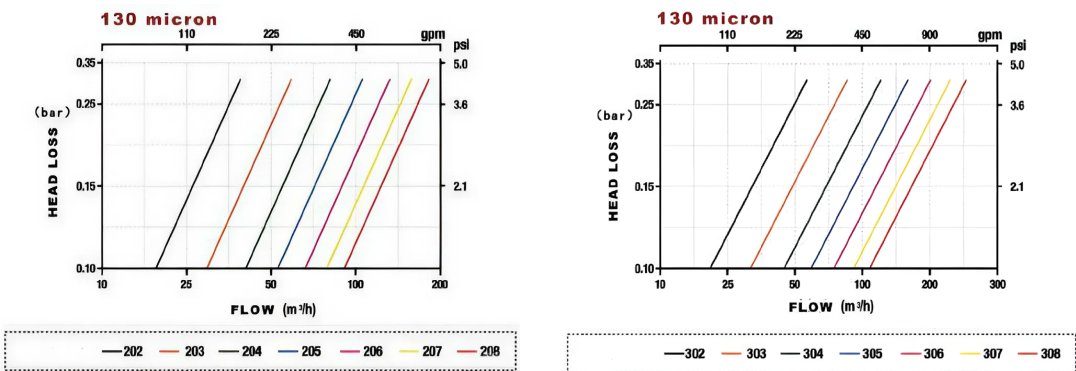 130 micron
110 225 450 gpm
psi
0.35 5.0
0.25 3.6
(bar)
HEAD LOSS
0.15 2.1
0.10
10 25 50 100 200
FLOW (m³/h)
202 203 204 205 206 207 208
130 micron
110 225 450 900 gpm
psi
0.35 5.0
0.25 3.6
(bar)
HEAD LOSS
0.15 2.1
0.10
10 25 50 100 200 300
FLOW (m³/h)
302 303 304 305 306 307 308